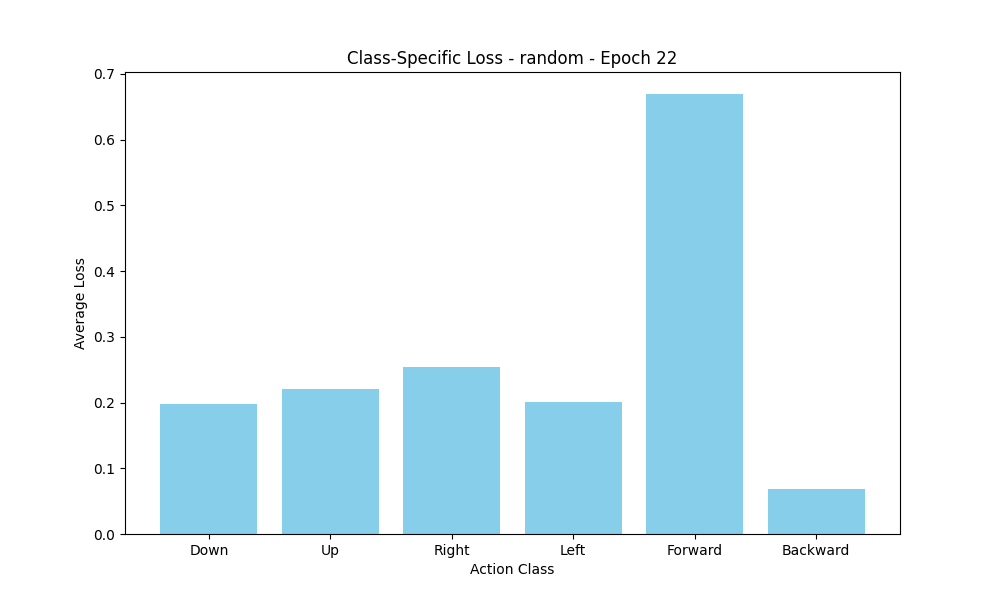 Class-Specific Loss - random - Epoch 22
0.7
0.6
0.5
0.4
0.3
0.2
0.1
0.0
Average Loss
Down Up Right Left Forward Backward
Action Class